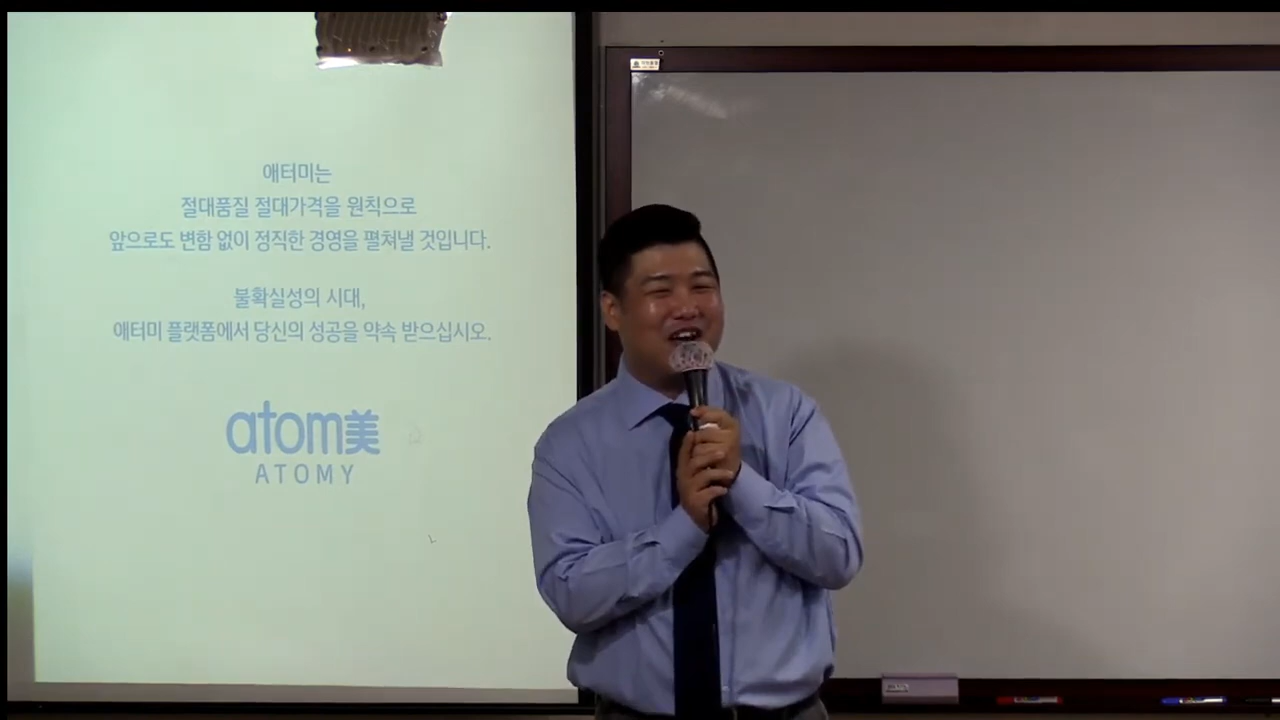 애터미는
절대품질 절대가격을 원칙으로
앞으로도 변함 없이 정직한 경영을 펼쳐낼 것입니다.
불확실성의 시대,
애터미 플랫폼에서 당신의 성공을 약속 받으십시오.
atom美
ATOMY